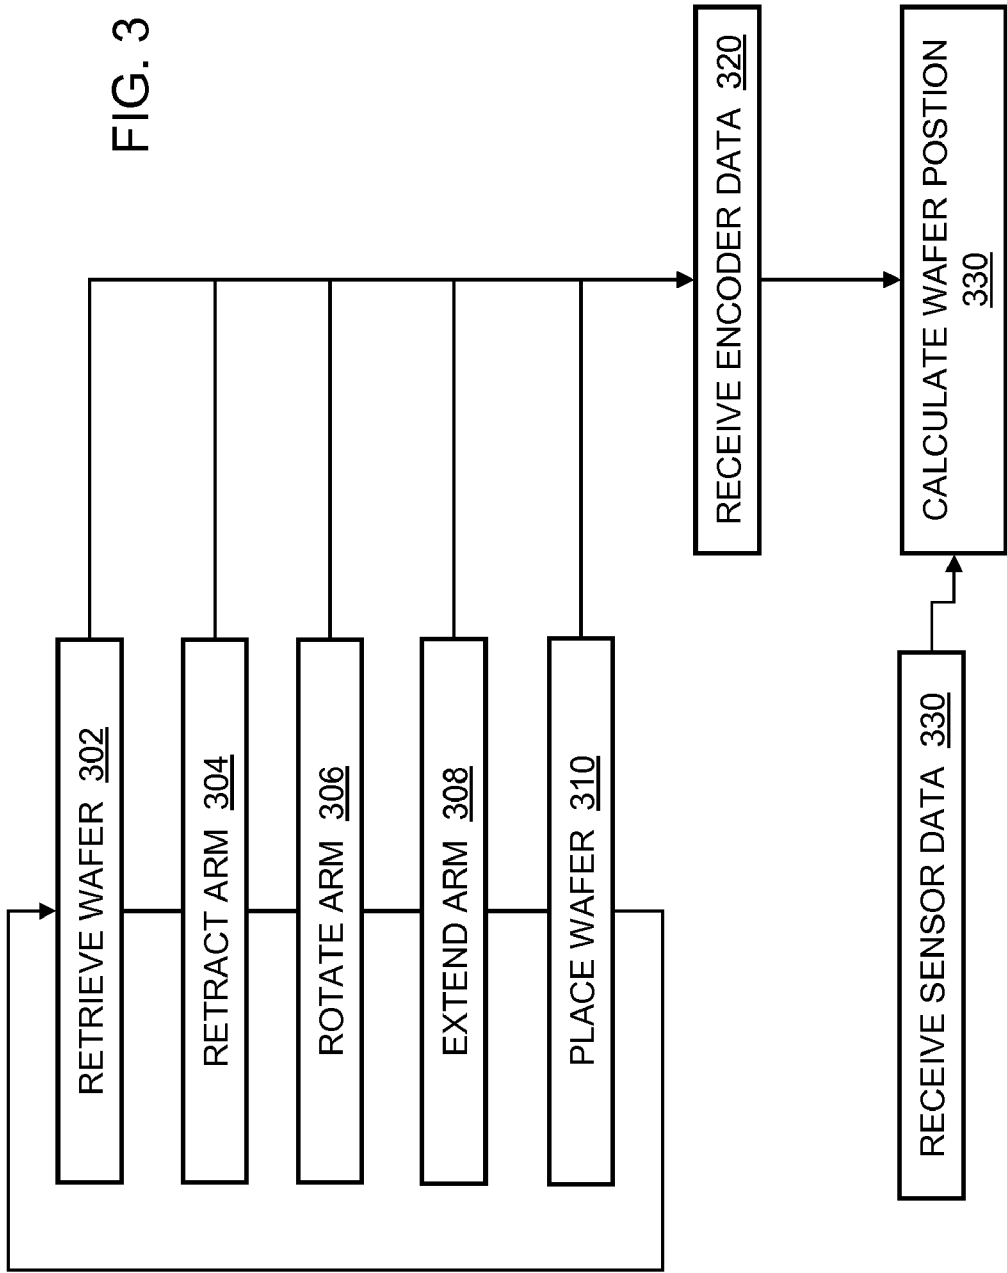 FIG. 3
RETRIEVE WAFER 302
RETRACT ARM 304
ROTATE ARM 306
EXTEND ARM 308
PLACE WAFER 310
RECEIVE ENCODER DATA 320
RECEIVE SENSOR DATA 330
CALCULATE WAFER POSTION
330